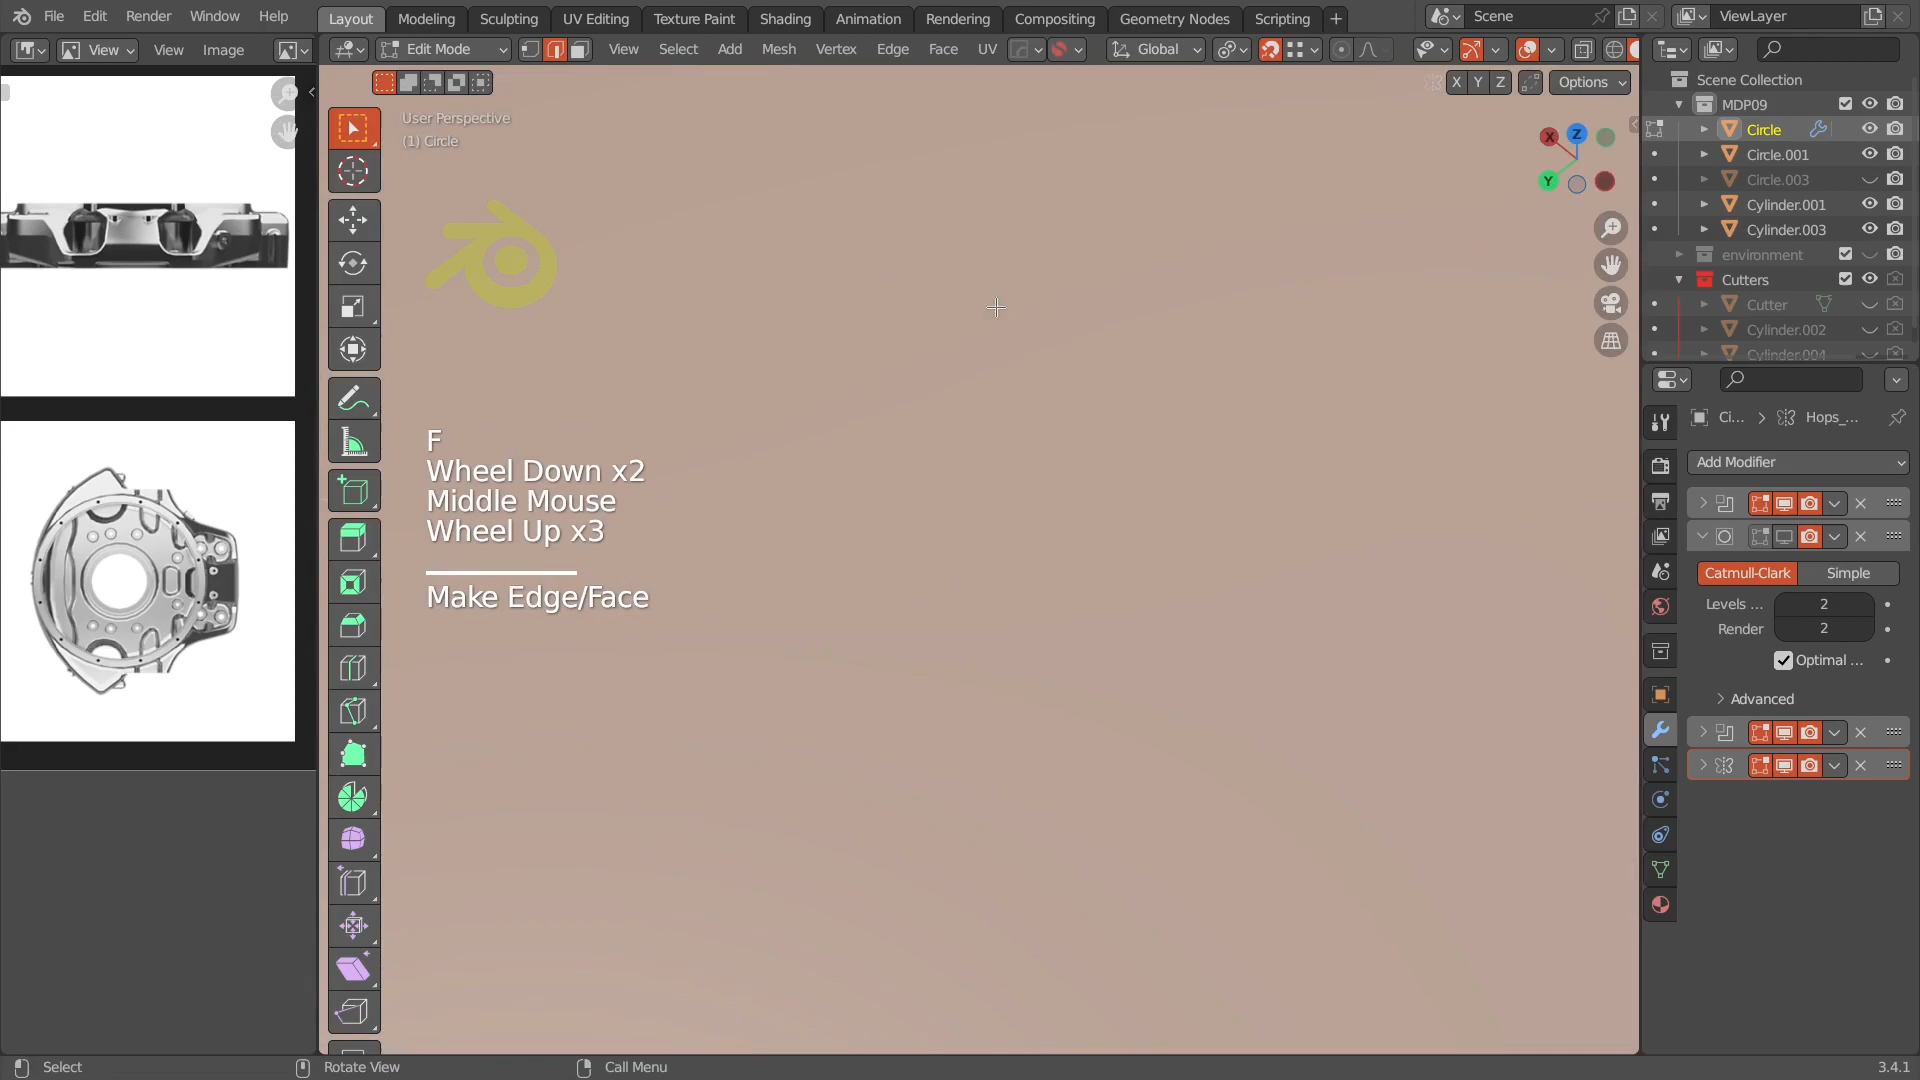 File Edit Render Window Help Layout Modeling Sculpting UV Editing Texture Paint Shading Animation Rendering Compositing Geometry Nodes Scripting + Scene ViewLayer
View View Image Edit Mode View Select Add Mesh Vertex Edge Face UV Global
X Y Z Options
User Perspective
(1) Circle
X Z Y
F
Wheel Down x2
Middle Mouse
Wheel Up x3
Make Edge/Face
Scene Collection
MDP09
Circle
Circle.001
Circle.003
Cylinder.001
Cylinder.003
environment
Cutters
Cutter
Cylinder.002
Cylinder.004
Ci... Hops_...
Add Modifier
Catmull-Clark Simple
Levels ... 2
Render 2
Optimal ...
Advanced
Select Rotate View Call Menu 3.4.1